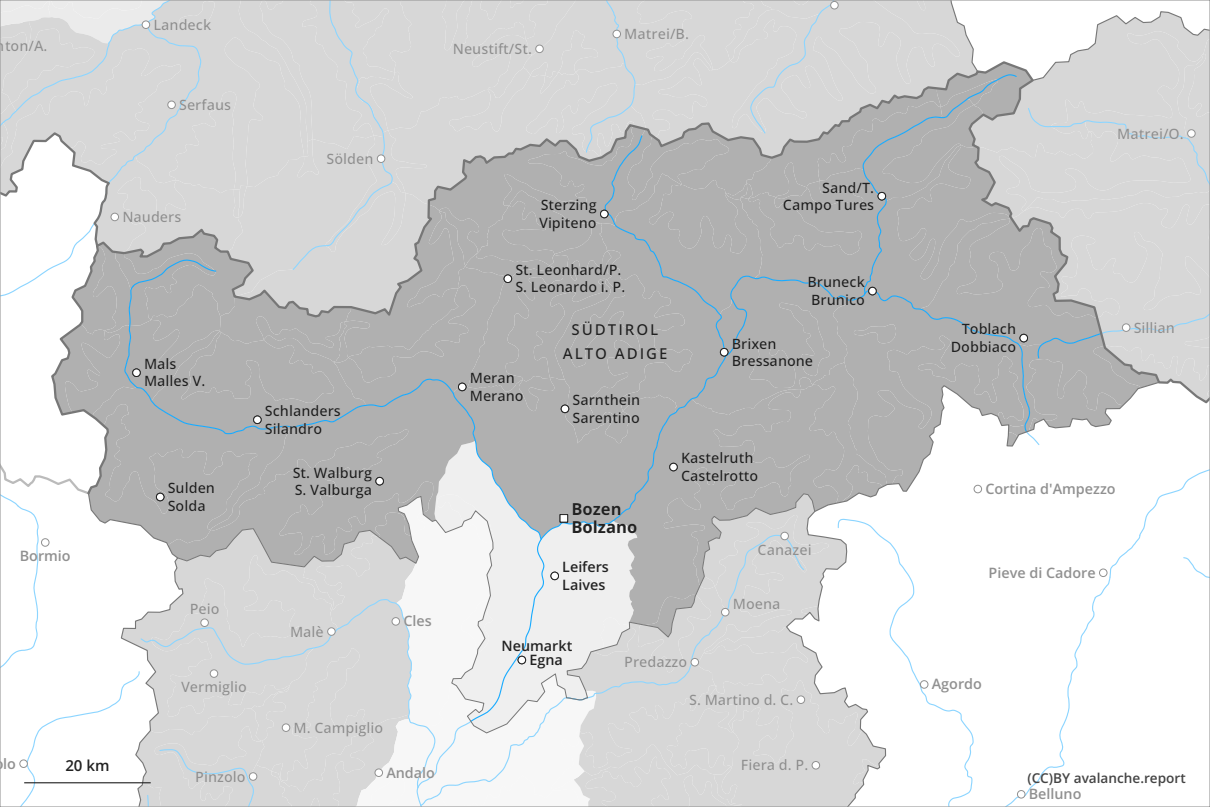 Landeck
nton/A.
Neustift/St.
Matrei/B.
Serfaus
Matrei/O.
Sölden
Nauders
Sand/T.
Campo Tures
Sterzing
Vipiteno
St. Leonhard/P.
S. Leonardo i. P.
Bruneck
Brunico
SÜDTIROL
ALTO ADIGE
Toblach
Dobbiaco
Sillian
Brixen
Bressanone
Mals
Malles V.
Meran
Merano
Schlanders
Silandro
Sarnthein
Sarentino
Kastelruth
Castelrotto
St. Walburg
S. Valburga
Sulden
Solda
Cortina d'Ampezzo
Bozen
Bolzano
Bormio
Canazei
Leifers
Laives
Pieve di Cadore
Peio
Moena
Malè
Cles
Neumarkt
Egna
Predazzo
Vermiglio
Agordo
S. Martino d. C.
M. Campiglio
olo
20 km
Pinzolo
Andalo
Fiera d. P.
(CC)BY avalanche.report
Belluno